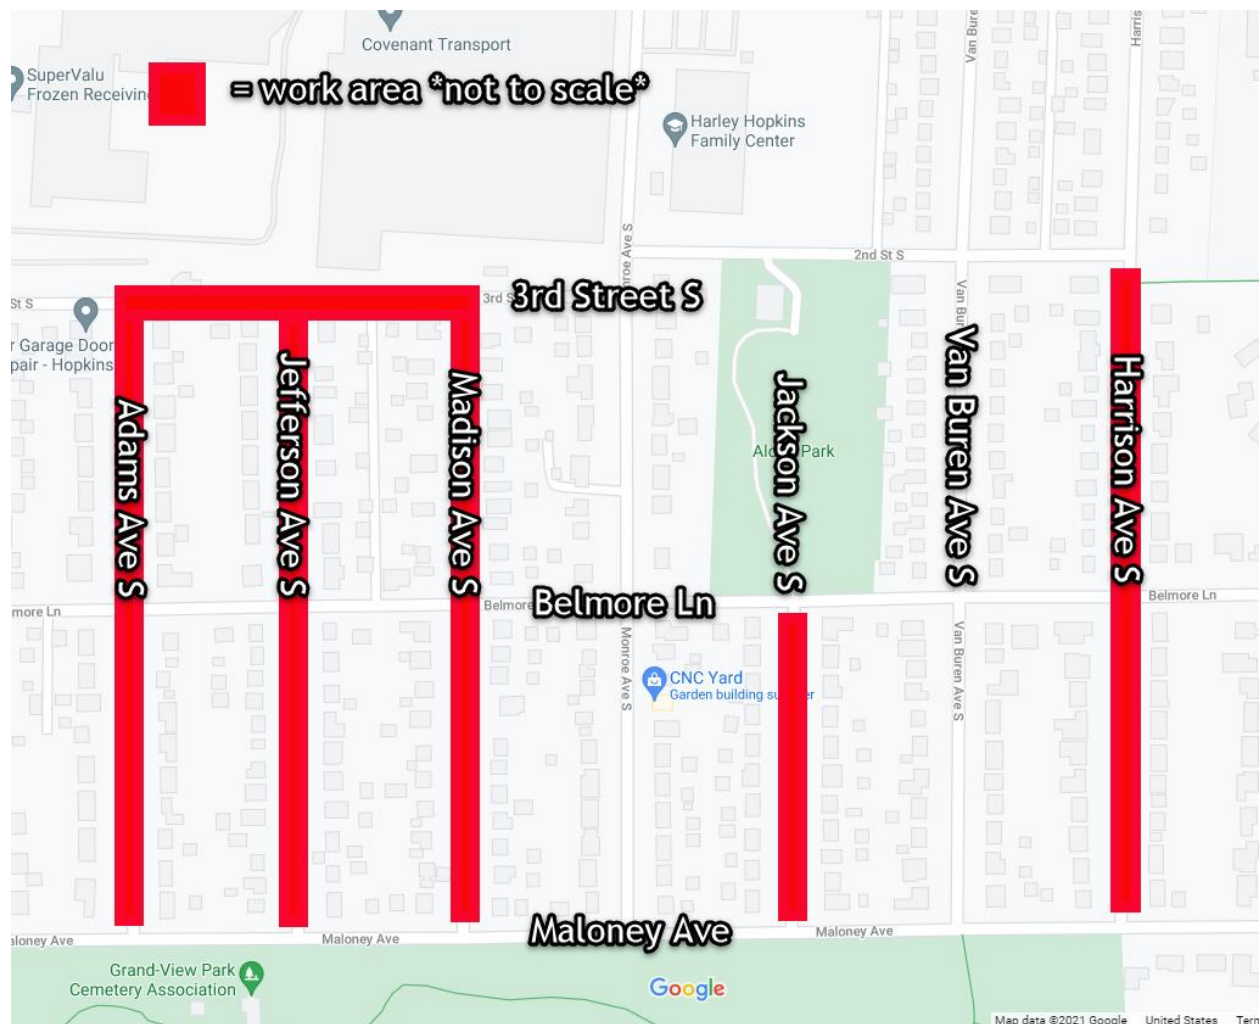 Covenant Transport
Van Bure
Harris
SuperValu
Frozen Receivin
= work area *not to scale*
Harley Hopkins
Family Center
nroe Ave S
2nd St S
St S
3rd S
3rd Street S
Van Bur
r Garage Door
pair - Hopkins
Adams Ave S
Jefferson Ave S
Madison Ave S
Jackson Ave S
Van Buren Ave S
Harrison Ave S
Park
more Ln
Belmore
Belmore Ln
Belmore Ln
Monroe Ave S
Van Buren Ave S
CNC Yard
Garden building su
er
aloney Ave
Maloney Ave
Maloney Ave
Maloney Ave
Grand-View Park
Cemetery Association
Google
Map data ©2021 Google
United States
Term